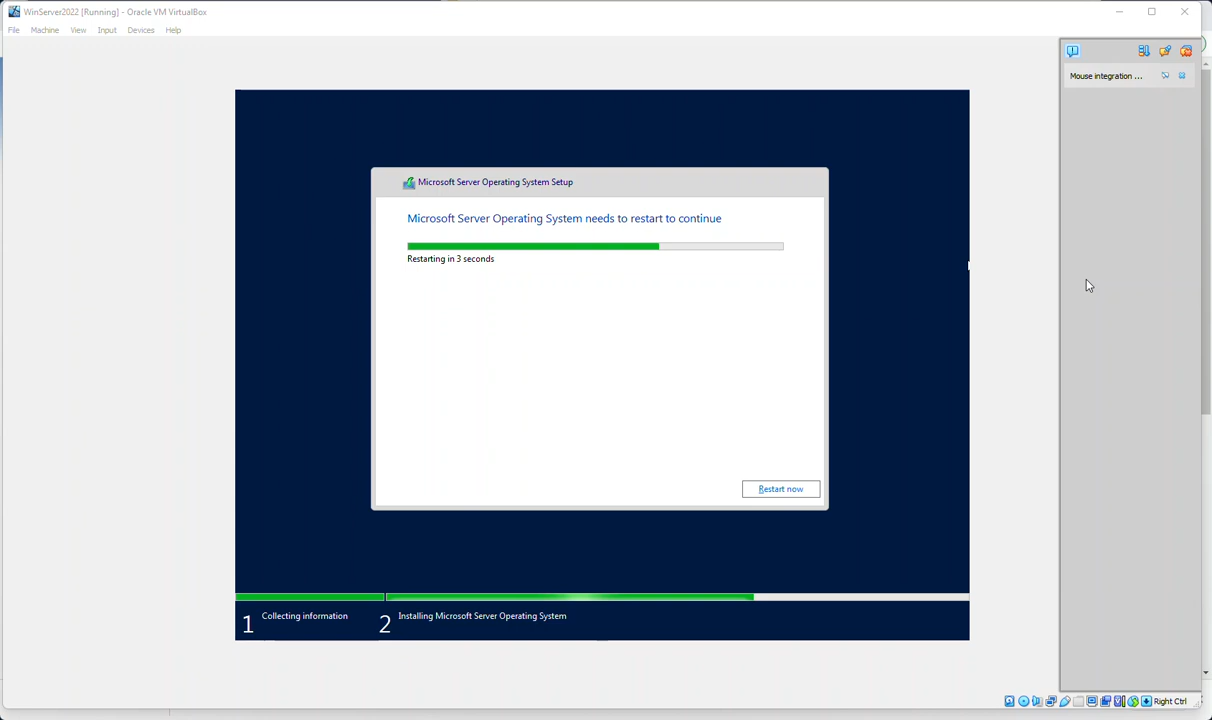 WinServer2022 [Running] - Oracle VM VirtualBox
File Machine View Input Devices Help
Mouse integration ...
Microsoft Server Operating System Setup
Microsoft Server Operating System needs to restart to continue
Restarting in 3 seconds
Restart now
1 Collecting information 2 Installing Microsoft Server Operating System
Right Ctrl